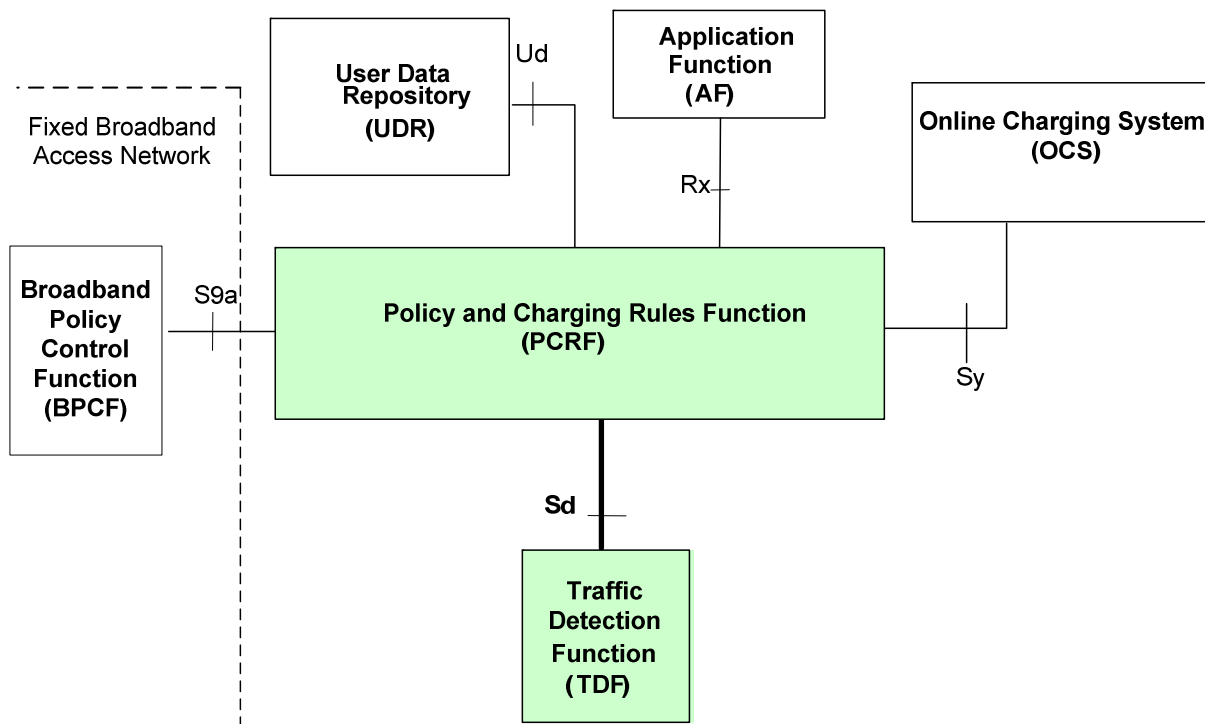 Ud
User Data
Repository
(UDR)
Application
Function
(AF)
Online Charging System
(OCS)
Fixed Broadband
Access Network
Rx
Broadband
Policy
Control
Function
(BPCF)
S9a
Policy and Charging Rules Function
(PCRF)
Sy
Sd
Traffic
Detection
Function
(TDF)